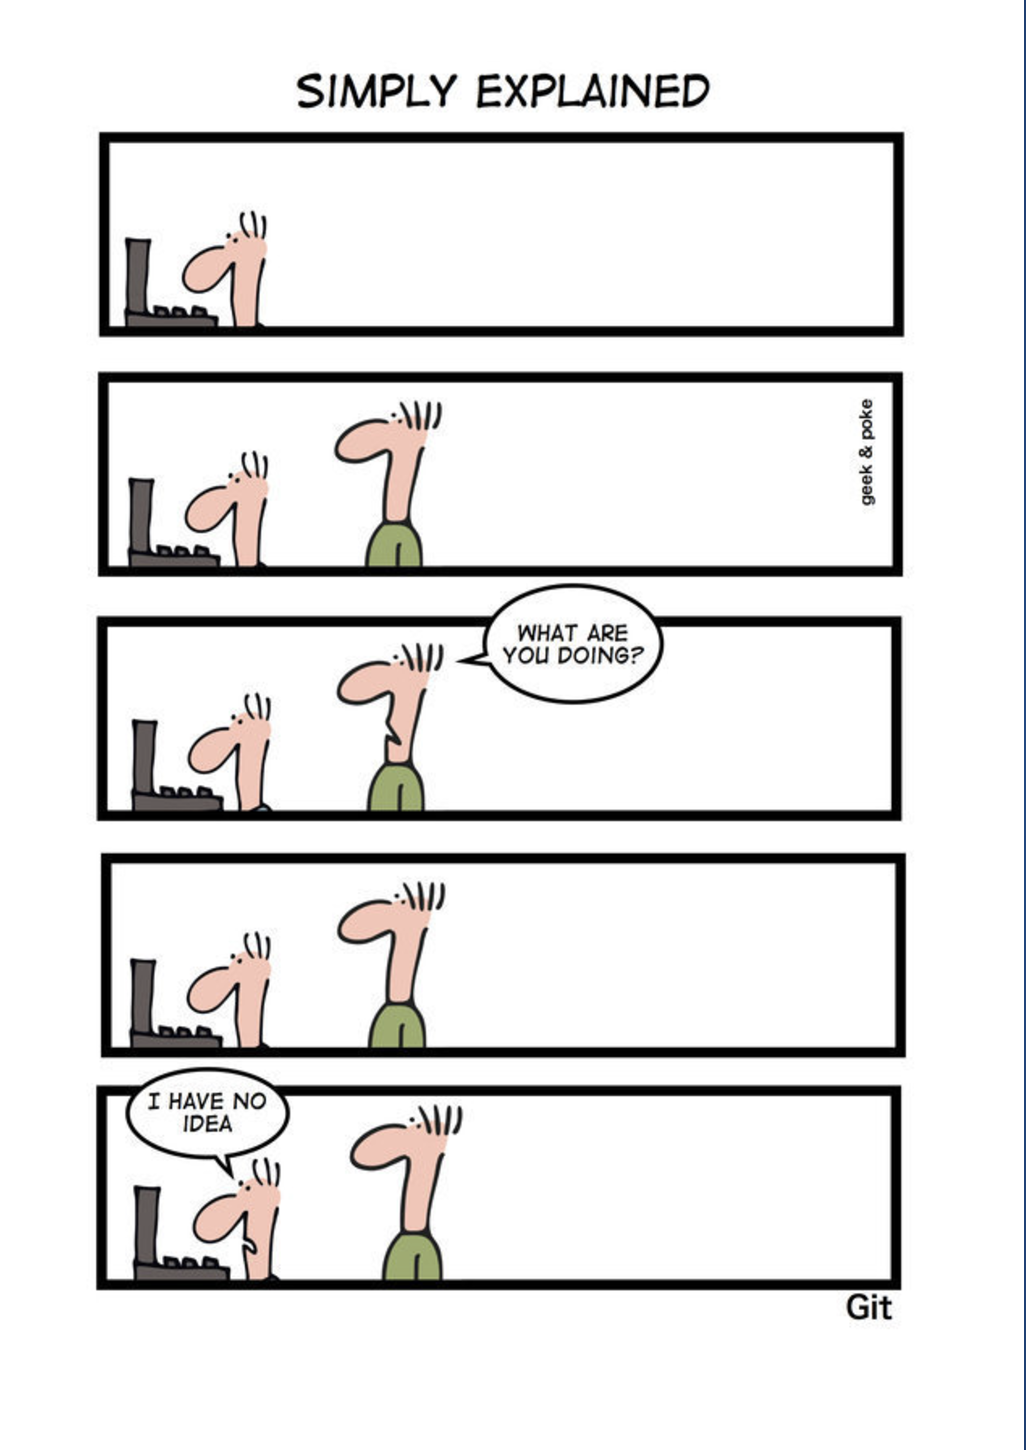 SIMPLY EXPLAINED
geek & poke
WHAT ARE
YOU DOING?
I HAVE NO
IDEA
Git